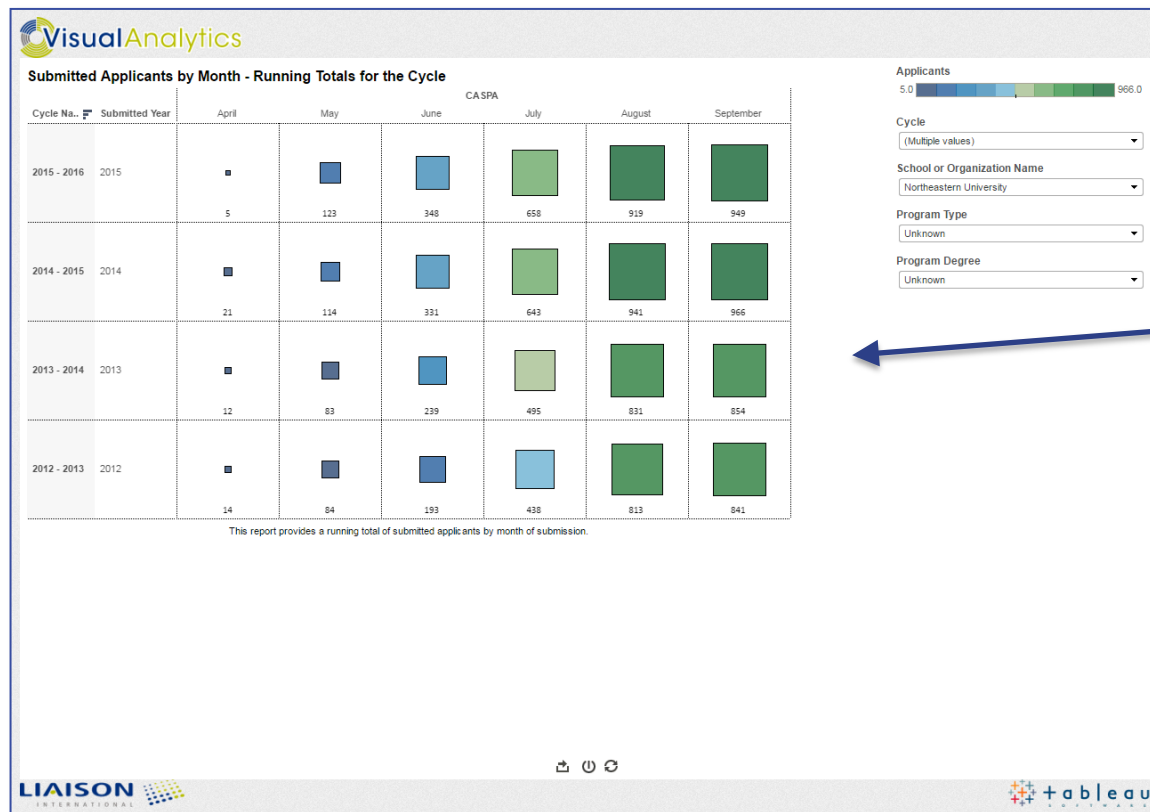 VisualAnalytics
Submitted Applicants by Month - Running Totals for the Cycle
CASPA
Cycle Na.. Submitted Year April May June July August September
2015 - 2016 2015
5 123 348 658 919 949
2014 - 2015 2014
21 114 331 643 941 966
2013 - 2014 2013
12 83 239 495 831 854
2012 - 2013 2012
14 84 193 438 813 841
This report provides a running total of submitted applicants by month of submission.
Applicants
5.0 966.0
Cycle
(Multiple values)
School or Organization Name
Northeastern University
Program Type
Unknown
Program Degree
Unknown
LIAISON
INTERNATIONAL
tableau
SOFTWARE